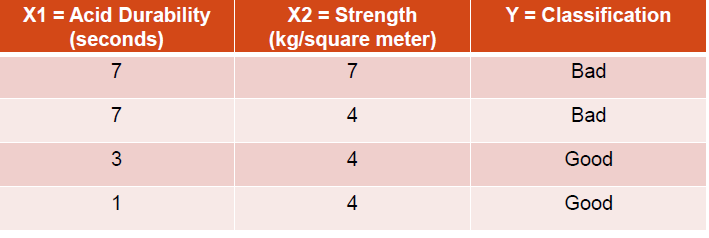 X1 = Acid Durability X2 = Strength Y = Classification
(seconds) (kg/square meter)
7 7 Bad
7 4 Bad
3 4 Good
1 4 Good